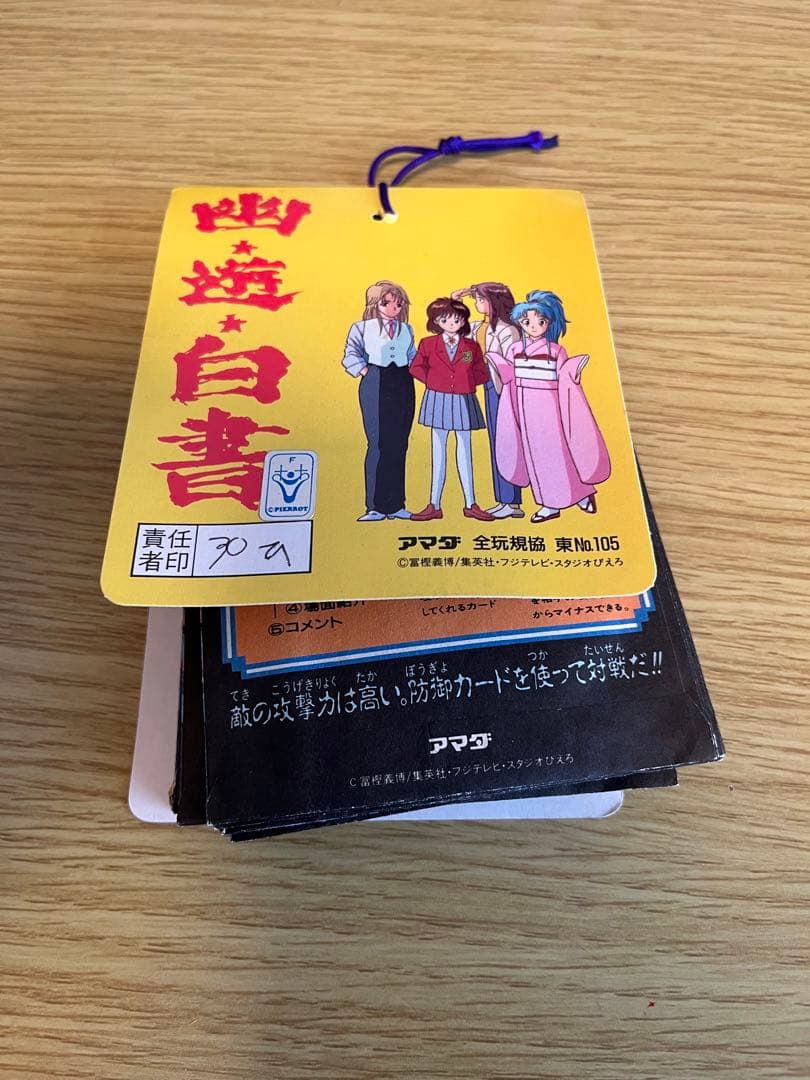 幽★遊★白書
F
©PIERROT
責任者印
30
アマダ 全玩規協 東No.105
©冨樫義博/集英社・フジテレビ・スタジオぴえろ
④場面紹介
⑤コメント
してくれるカード
からマイナスできる。
てき こうげきりょく たか ぼうぎょ つか たいせん
敵の攻撃力は高い。防御カードを使って対戦だ!!
アマダ
C冨樫義博/集英社・フジテレビ・スタジオぴえろ